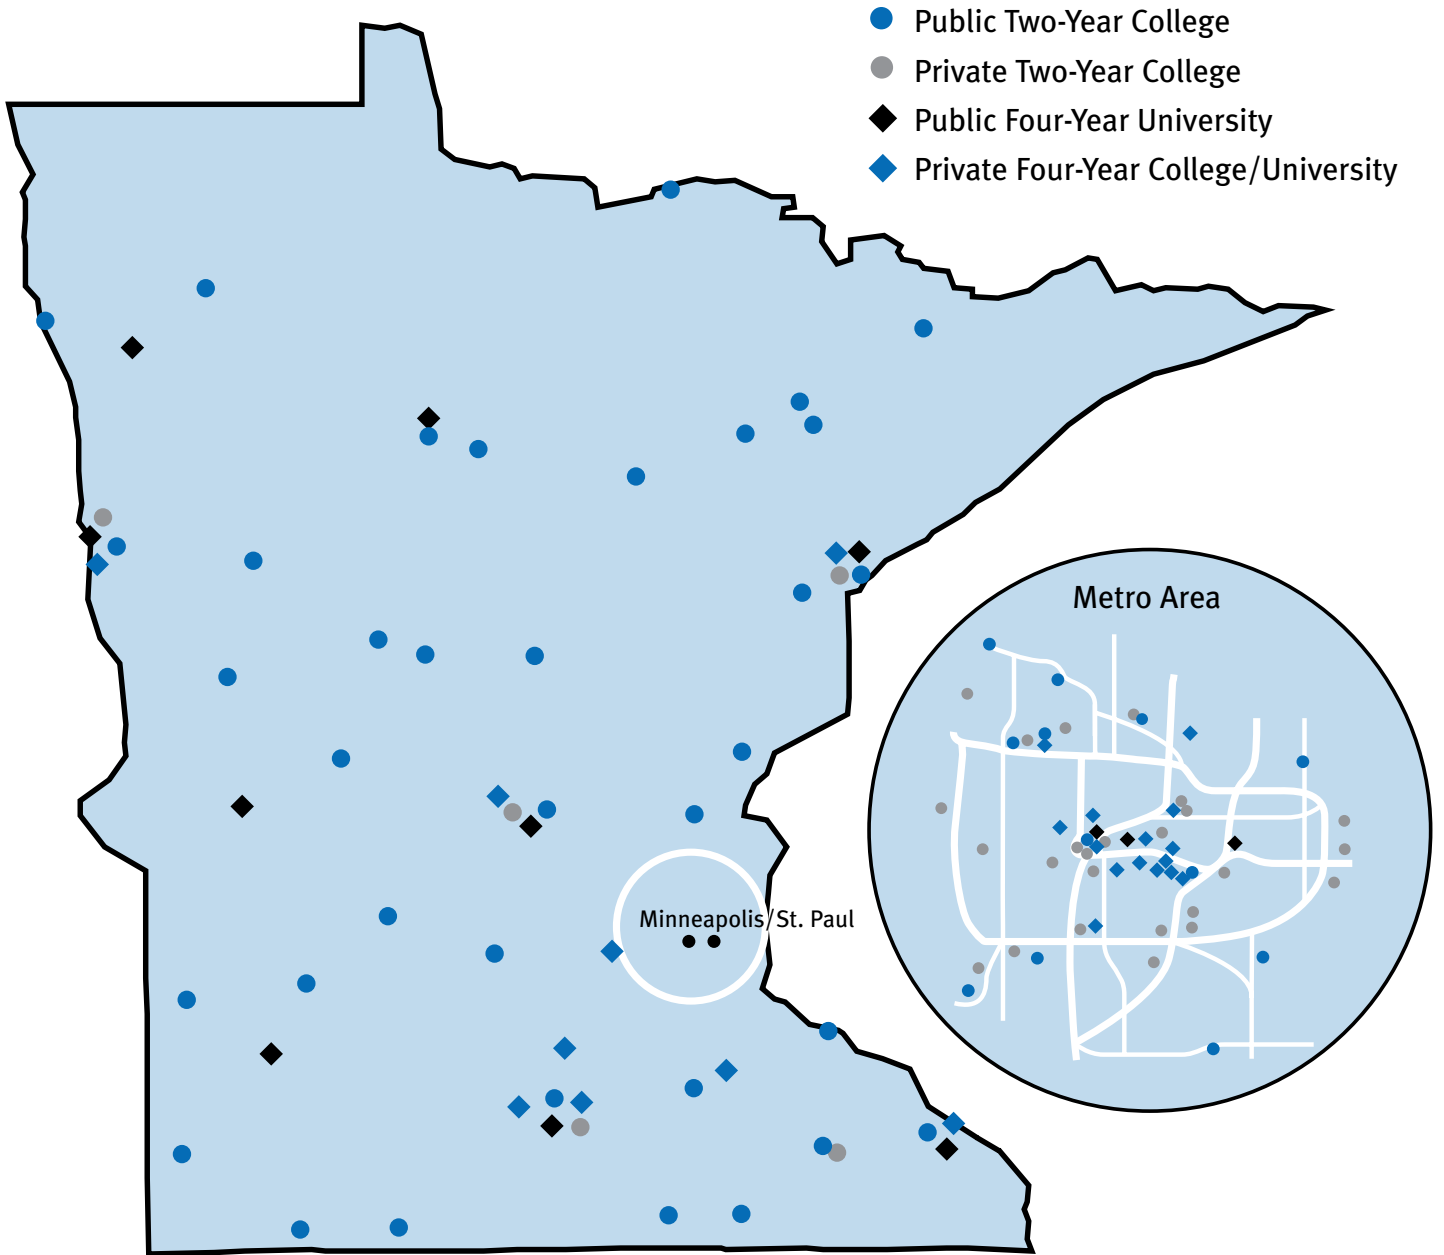 Public Two-Year College
Private Two-Year College
Public Four-Year University
Private Four-Year College/University
Metro Area
Minneapolis/St. Paul